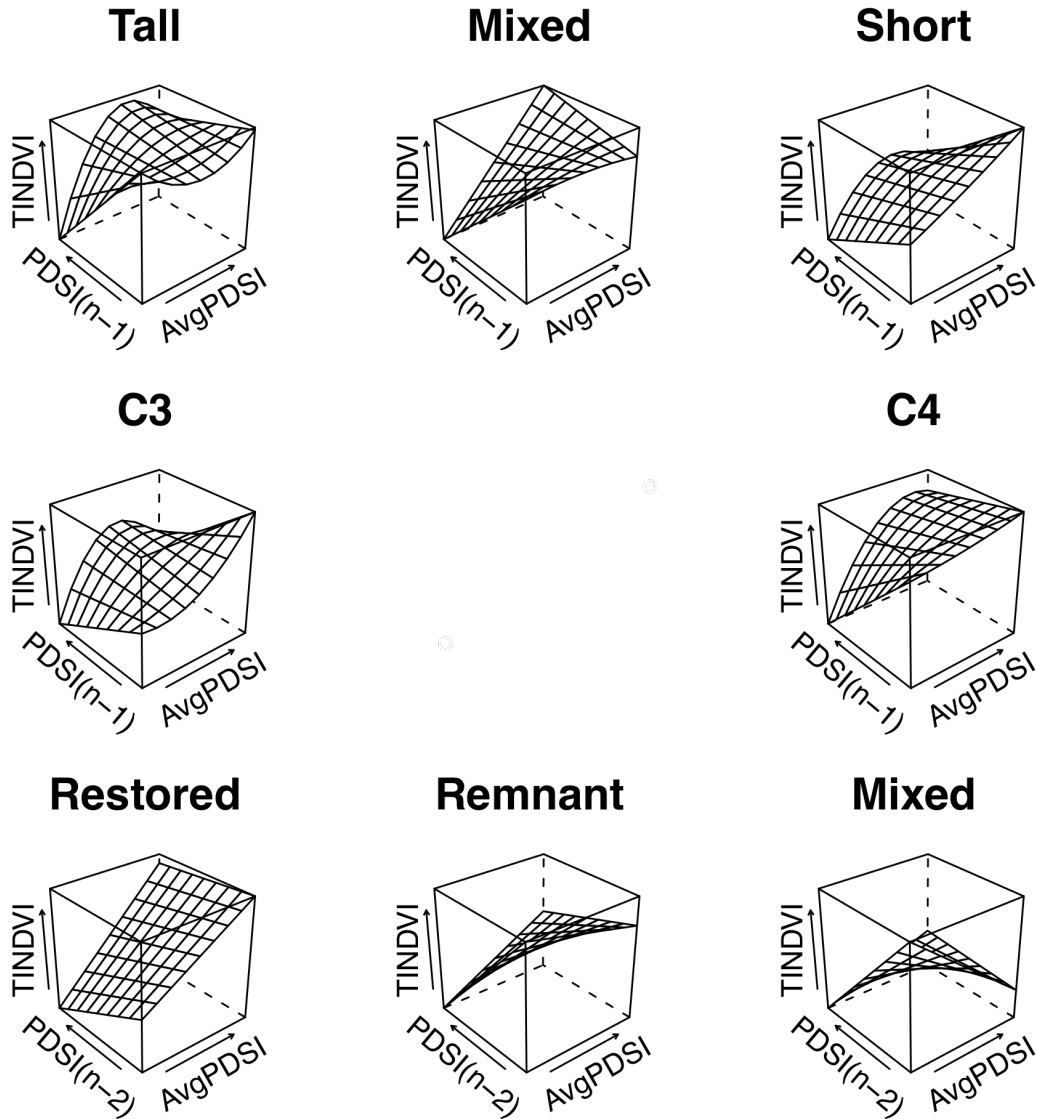 Tall
Mixed
Short
TINDVI
PDSI(n−1)
AvgPDSI
TINDVI
PDSI(n−1)
AvgPDSI
TINDVI
PDSI(n−1)
AvgPDSI
C3
C4
TINDVI
PDSI(n−1)
AvgPDSI
TINDVI
PDSI(n−1)
AvgPDSI
Restored
Remnant
Mixed
TINDVI
PDSI(n−2)
AvgPDSI
TINDVI
PDSI(n−2)
AvgPDSI
TINDVI
PDSI(n−2)
AvgPDSI